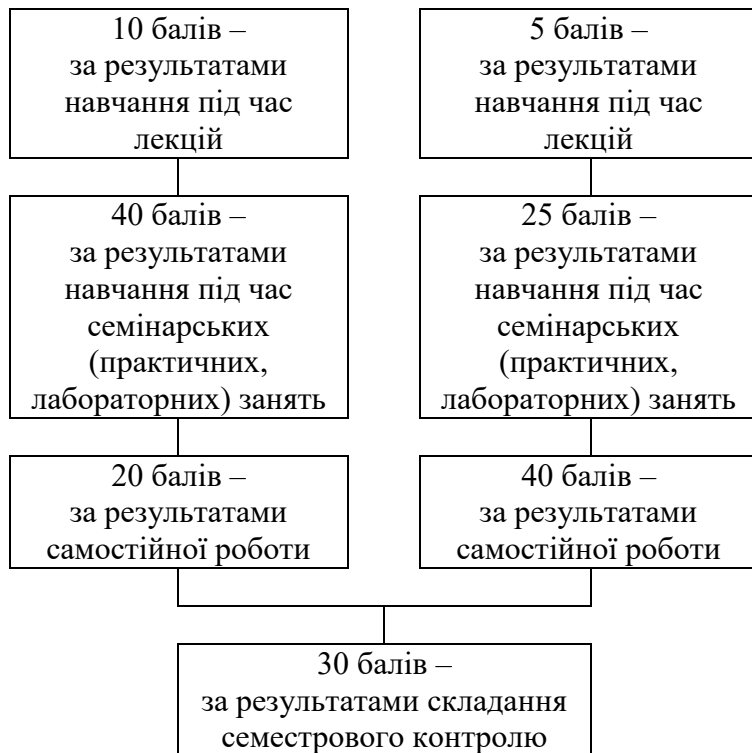 10 балів –
за результатами
навчання під час
лекцій
5 балів –
за результатами
навчання під час
лекцій
40 балів –
за результатами
навчання під час
семінарських
(практичних,
лабораторних) занять
25 балів –
за результатами
навчання під час
семінарських
(практичних,
лабораторних) занять
20 балів –
за результатами
самостійної роботи
40 балів –
за результатами
самостійної роботи
30 балів –
за результатами складання
семестрового контролю